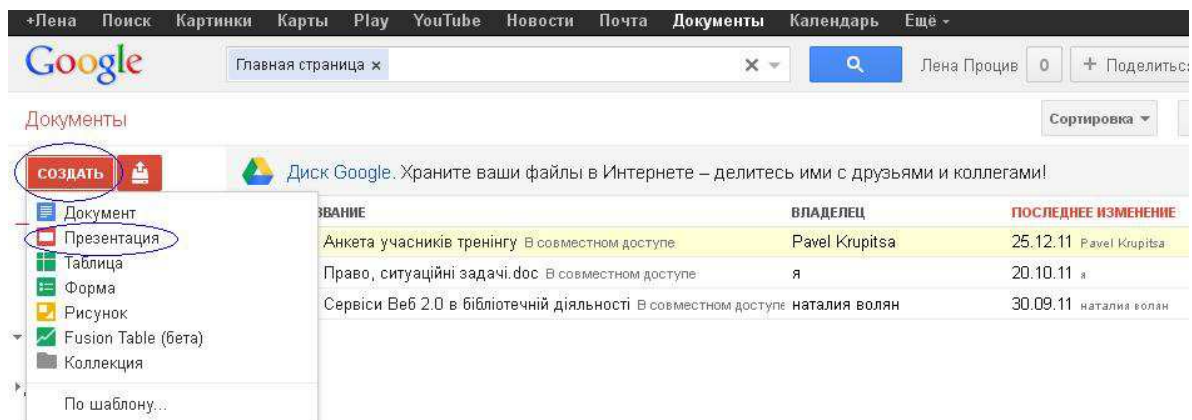 +Лена Поиск Картинки Карты Play YouTube Новости Почта Документы Календарь Ещё
Google Главная страница × Лена Процив 0 + Поделитьс
Документы Сортировка
СОЗДАТЬ Диск Google. Храните ваши файлы в Интернете – делитесь ими с друзьями и коллегами!
Документ ЗВАНИЕ ВЛАДЕЛЕЦ ПОСЛЕДНЕЕ ИЗМЕНЕНИЕ
Презентация Анкета учасників тренінгу В совместном доступе Pavel Krupitsa 25.12.11 Pavel Krupitsa
Таблица Право, ситуаційні задачі.doc В совместном доступе я 20.10.11 я
Форма
Рисунок Сервіси Веб 2.0 в бібліотечній діяльності В совместном доступе наталия волян 30.09.11 наталия волян
Fusion Table (бета)
Коллекция
По шаблону...